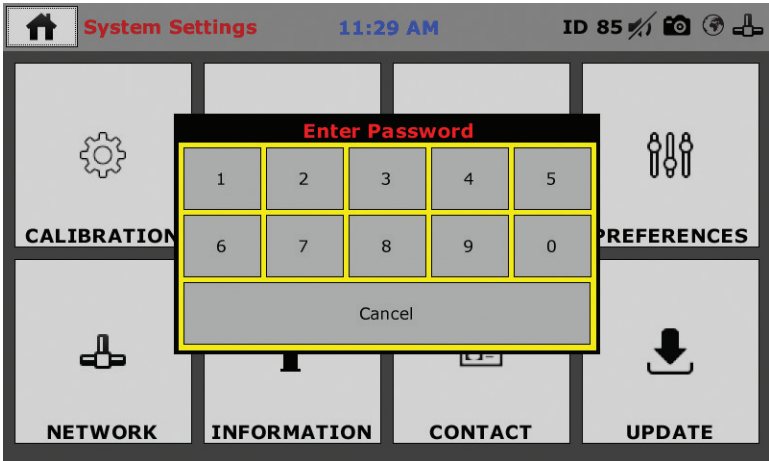 System Settings 11:29 AM ID 85
Enter Password
1 2 3 4 5
CALIBRATION PREFERENCES
6 7 8 9 0
Cancel
NETWORK INFORMATION CONTACT UPDATE